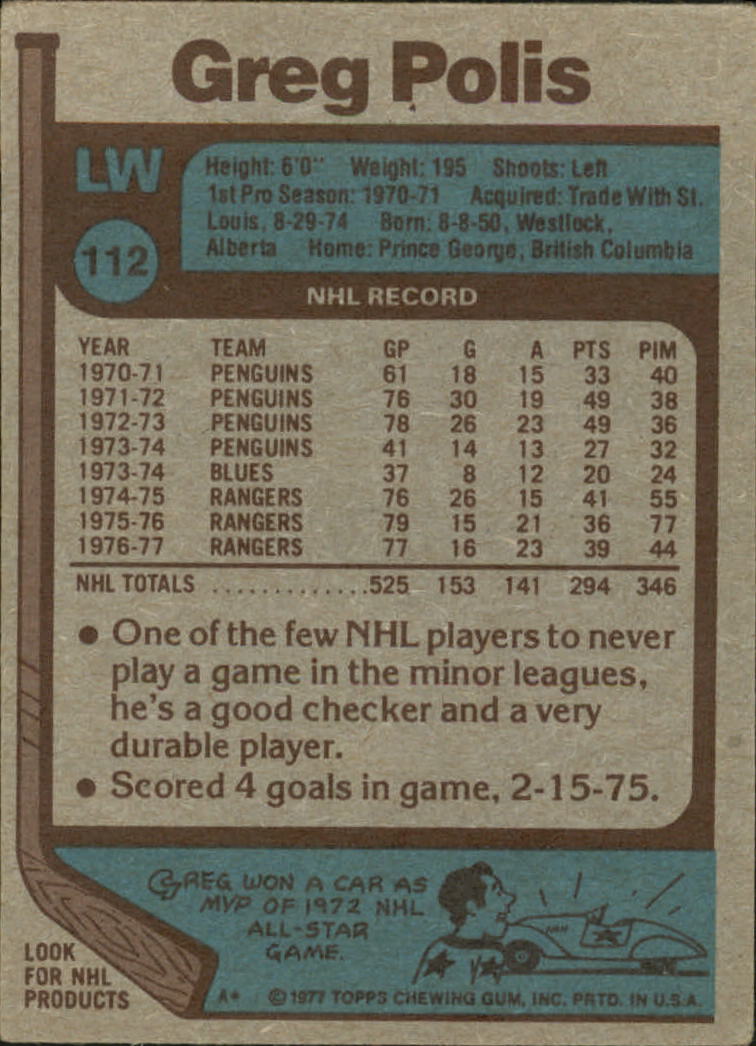 Greg Polis
LW
112
Height: 6'0" Weight: 195 Shoots: Left
1st Pro Season: 1970-71 Acquired: Trade With St.
Louis, 8-29-74 Born: 8-8-50, Westlock,
Alberta Home: Prince George, British Columbia
NHL RECORD
YEAR TEAM GP G A PTS PIM
1970-71 PENGUINS 61 18 15 33 40
1971-72 PENGUINS 76 30 19 49 38
1972-73 PENGUINS 78 26 23 49 36
1973-74 PENGUINS 41 14 13 27 32
1973-74 BLUES 37 8 12 20 24
1974-75 RANGERS 76 26 15 41 55
1975-76 RANGERS 79 15 21 36 77
1976-77 RANGERS 77 16 23 39 44
NHL TOTALS .............525 153 141 294 346
• One of the few NHL players to never
play a game in the minor leagues,
he's a good checker and a very
durable player.
• Scored 4 goals in game, 2-15-75.
GREG WON A CAR AS
MVP OF 1972 NHL
ALL-STAR
GAME.
LOOK
FOR NHL
PRODUCTS
A* ©1977 TOPPS CHEWING GUM, INC. PRTD. IN U.S.A.